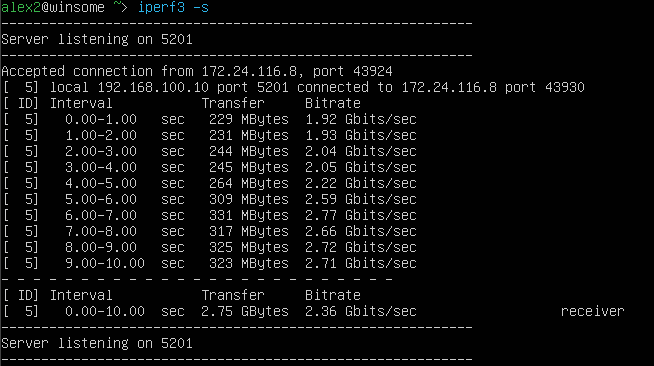 alex2@winsome ~> iperf3 -s
-----------------------------------------------------------
Server listening on 5201
-----------------------------------------------------------
Accepted connection from 172.24.116.8, port 43924
[  5] local 192.168.100.10 port 5201 connected to 172.24.116.8 port 43930
[ ID] Interval           Transfer     Bitrate
[  5]   0.00-1.00   sec   229 MBytes  1.92 Gbits/sec
[  5]   1.00-2.00   sec   231 MBytes  1.93 Gbits/sec
[  5]   2.00-3.00   sec   244 MBytes  2.04 Gbits/sec
[  5]   3.00-4.00   sec   245 MBytes  2.05 Gbits/sec
[  5]   4.00-5.00   sec   264 MBytes  2.22 Gbits/sec
[  5]   5.00-6.00   sec   309 MBytes  2.59 Gbits/sec
[  5]   6.00-7.00   sec   331 MBytes  2.77 Gbits/sec
[  5]   7.00-8.00   sec   317 MBytes  2.66 Gbits/sec
[  5]   8.00-9.00   sec   325 MBytes  2.72 Gbits/sec
[  5]   9.00-10.00  sec   323 MBytes  2.71 Gbits/sec
- - - - - - - - - - - - - - - - - - - - - - - - -
[ ID] Interval           Transfer     Bitrate
[  5]   0.00-10.00  sec  2.75 GBytes  2.36 Gbits/sec                  receiver
-----------------------------------------------------------
Server listening on 5201
-----------------------------------------------------------